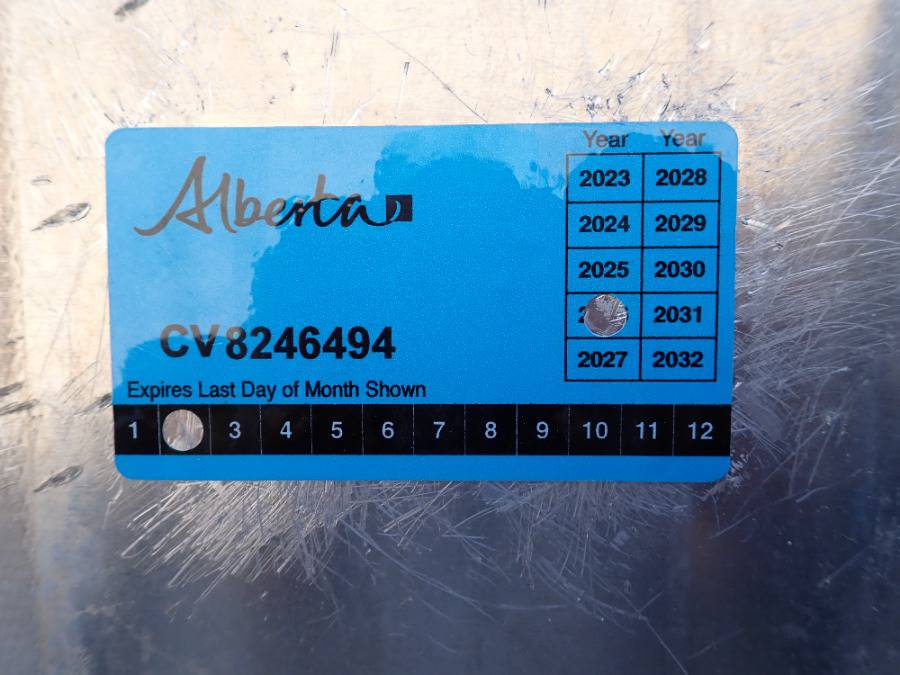 Alberta
Year Year
2023 2028
2024 2029
2025 2030
2031
2027 2032
CV8246494
Expires Last Day of Month Shown
1 3 4 5 6 7 8 9 10 11 12